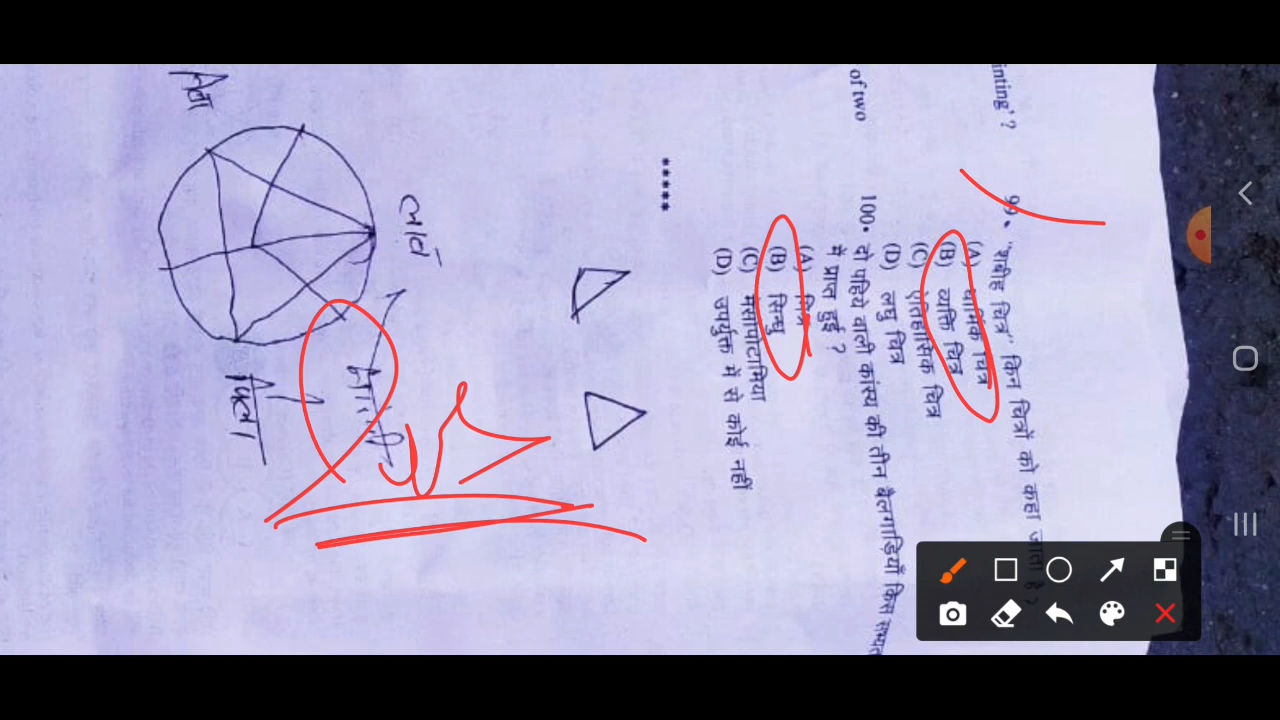 inting' ?
of two
99. "शबीह चित्र" किन चित्रों को कहा जाता है ?
(A) धार्मिक चित्र
(B) व्यक्ति चित्र
(C) ऐतिहासिक चित्र
(D) लघु चित्र
100. दो पहिये वाली कांस्य की तीन बैलगाड़ियाँ किस सभ्यता
में प्राप्त हुई ?
(A) मिस्र
(B) सिन्धु
(C) मेसोपोटामिया
(D) उपर्युक्त में से कोई नहीं
*****